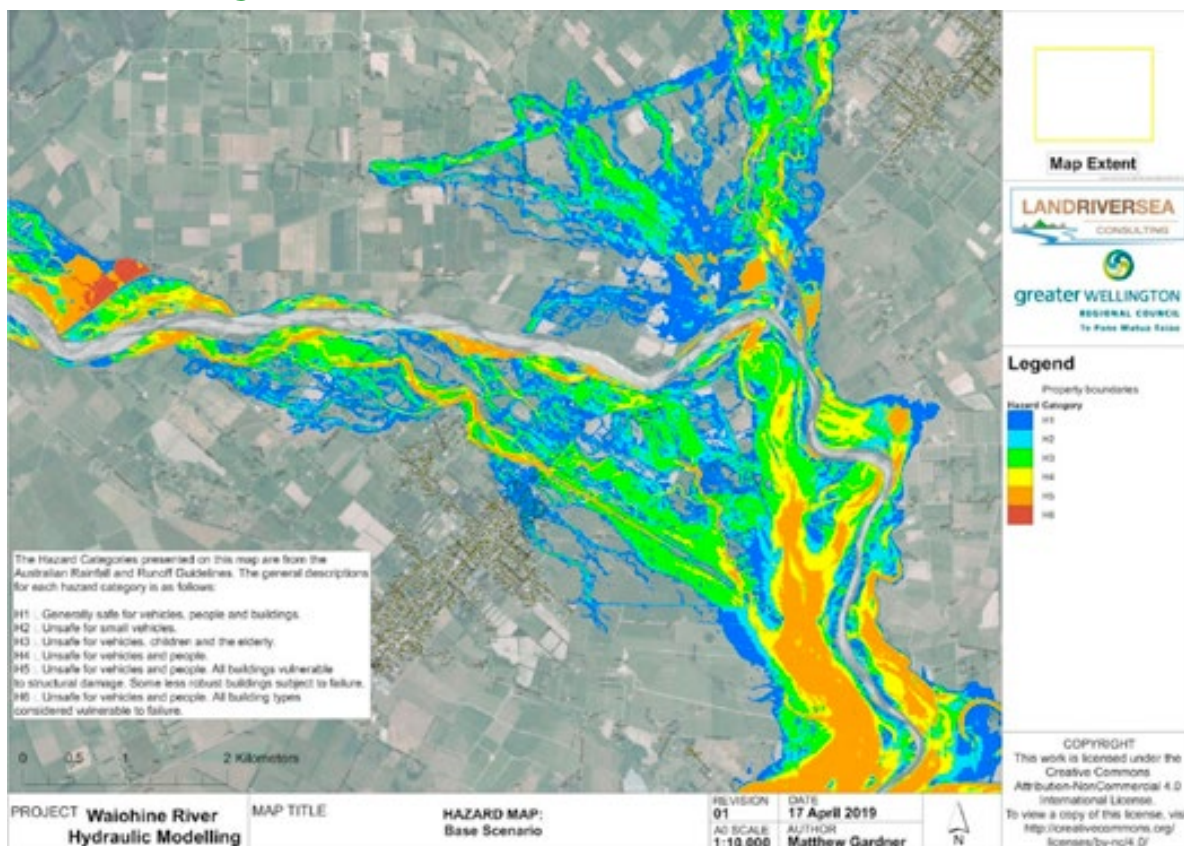 Map Extent
LANDRIVERSEA
CONSULTING
greater WELLINGTON
REGIONAL COUNCIL
Te Pane Matua Taiao
Legend
Property boundaries
Hazard Category
H1
H2
H3
H4
H5
H6
The Hazard Categories presented on this map are from the
Australian Rainfall and Runoff Guidelines. The general descriptions
for each hazard category is as follows:
H1 : Generally safe for vehicles, people and buildings.
H2 : Unsafe for small vehicles.
H3 : Unsafe for vehicles, children and the elderly.
H4 : Unsafe for vehicles and people.
H5 : Unsafe for vehicles and people. All buildings vulnerable
to structural damage. Some less robust buildings subject to failure.
H6 : Unsafe for vehicles and people. All building types
considered vulnerable to failure.
0 0.5 1 2 Kilometers
PROJECT Waiohine River
Hydraulic Modelling
MAP TITLE
HAZARD MAP:
Base Scenario
REVISION
01
DATE
17 April 2019
A0 SCALE
1:10,000
AUTHOR
Matthew Gardner
N
COPYRIGHT
This work is licensed under the
Creative Commons
Attribution-NonCommercial 4.0
International License.
To view a copy of this license, visi
http://creativecommons.org/
licenses/by-nc/4.0/